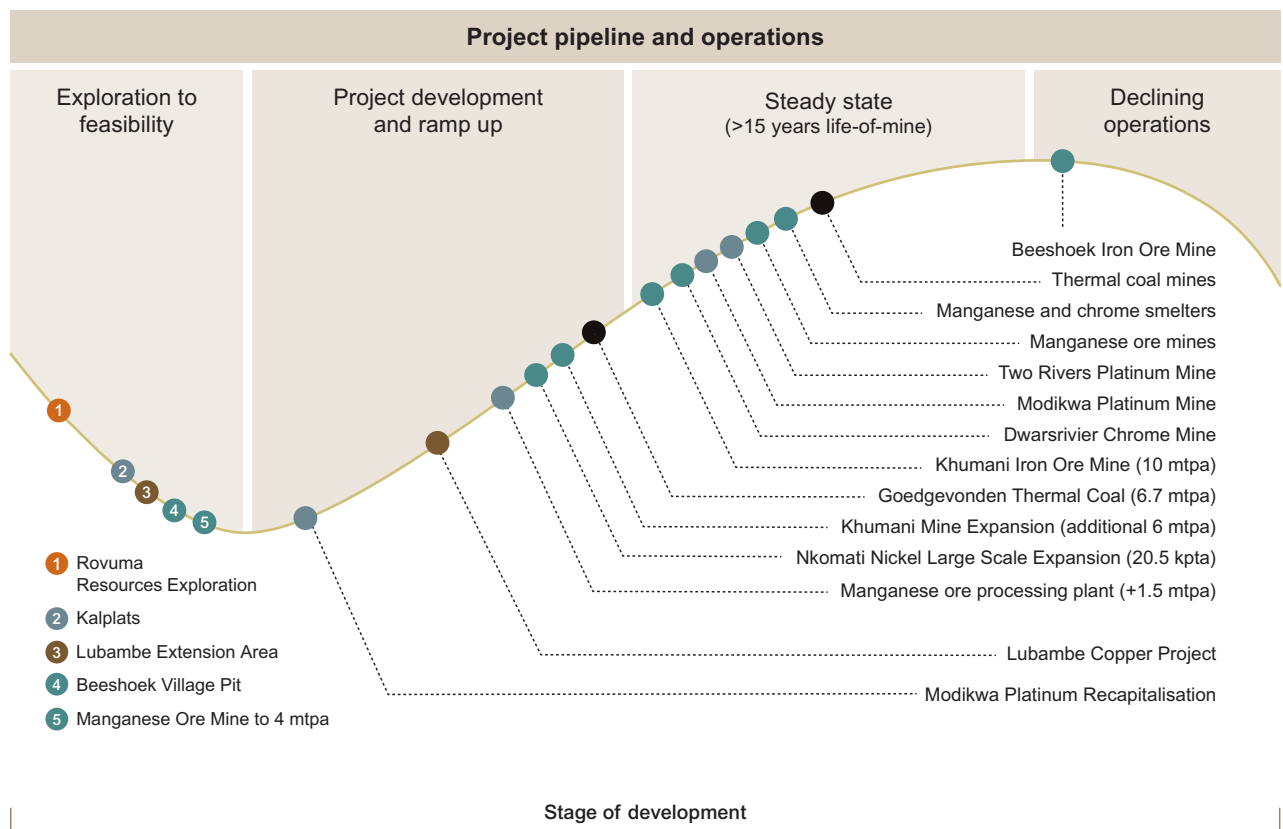 Project pipeline and operations
Exploration to
feasibility
Project development
and ramp up
Steady state
(>15 years life-of-mine)
Declining
operations
Beeshoek Iron Ore Mine
Thermal coal mines
Manganese and chrome smelters
Manganese ore mines
Two Rivers Platinum Mine
Modikwa Platinum Mine
Dwarsrivier Chrome Mine
Khumani Iron Ore Mine (10 mtpa)
Goedgevonden Thermal Coal (6.7 mtpa)
Khumani Mine Expansion (additional 6 mtpa)
Nkomati Nickel Large Scale Expansion (20.5 kpta)
Manganese ore processing plant (+1.5 mtpa)
Lubambe Copper Project
Modikwa Platinum Recapitalisation
1
2
3
4
5
1 Rovuma
Resources Exploration
2 Kalplats
3 Lubambe Extension Area
4 Beeshoek Village Pit
5 Manganese Ore Mine to 4 mtpa
Stage of development